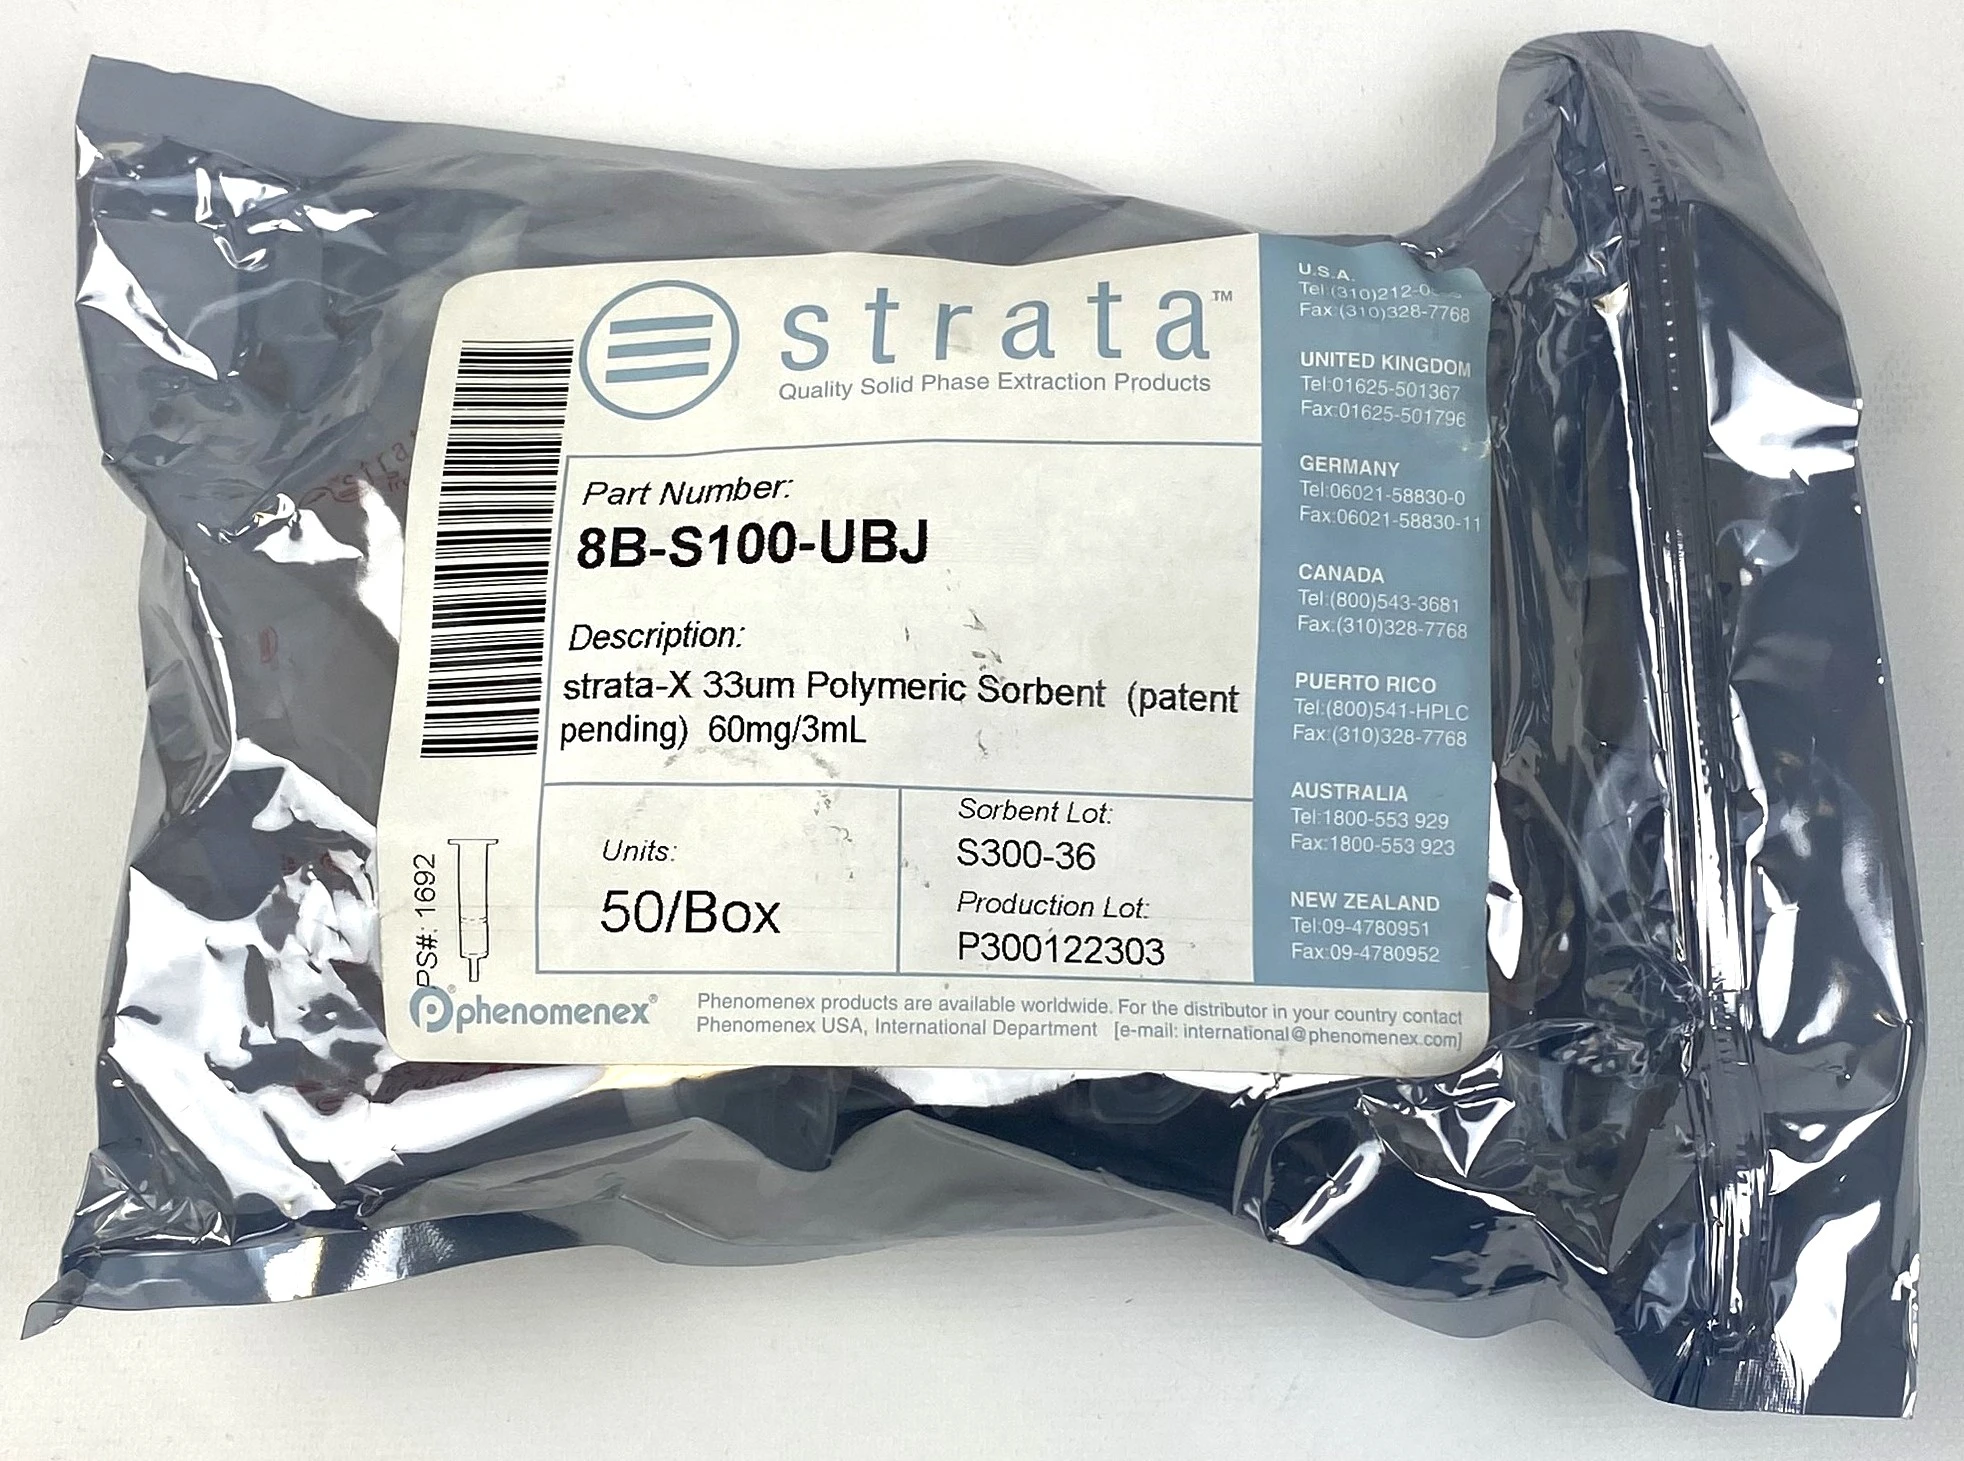 strata™
Quality Solid Phase Extraction Products
Part Number:
8B-S100-UBJ
Description:
strata-X 33um Polymeric Sorbent (patent
pending) 60mg/3mL
PS#: 1692
Units:
50/Box
Sorbent Lot:
S300-36
Production Lot:
P300122303
U.S.A.
Tel:(310)212-
Fax:(310)328-7768
UNITED KINGDOM
Tel:01625-501367
Fax:01625-501796
GERMANY
Tel:06021-58830-0
Fax:06021-58830-11
CANADA
Tel:(800)543-3681
Fax:(310)328-7768
PUERTO RICO
Tel:(800)541-HPLC
Fax:(310)328-7768
AUSTRALIA
Tel:1800-553 929
Fax:1800-553 923
NEW ZEALAND
Tel:09-4780951
Fax:09-4780952
phenomenex®
Phenomenex products are available worldwide. For the distributor in your country contact
Phenomenex USA, International Department [e-mail: international@phenomenex.com]